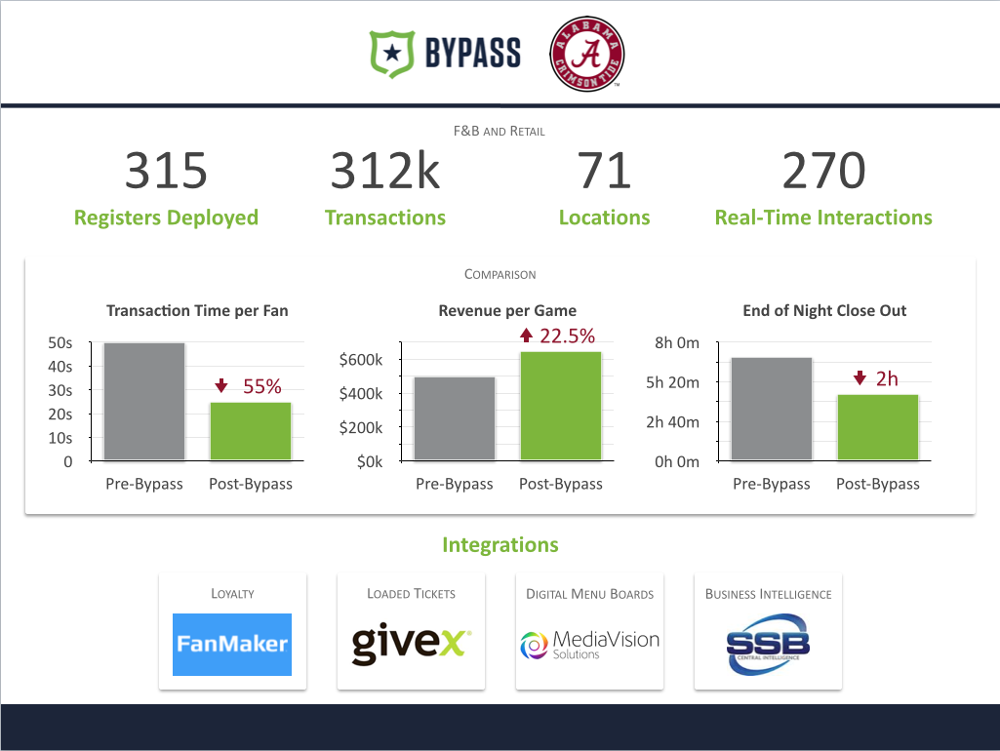 BYPASS
ALABAMA
A
CRIMSON TIDE
™
F&B AND RETAIL
315 312k 71 270
Registers Deployed Transactions Locations Real-Time Interactions
COMPARISON
Transaction Time per Fan
50s
40s
30s
20s
10s
0
55%
Pre-Bypass Post-Bypass
Revenue per Game
22.5%
$600k
$400k
$200k
$0k
Pre-Bypass Post-Bypass
End of Night Close Out
8h 0m
5h 20m
2h 40m
0h 0m
2h
Pre-Bypass Post-Bypass
Integrations
LOYALTY
FanMaker
LOADED TICKETS
givex®
DIGITAL MENU BOARDS
MediaVision
Solutions
BUSINESS INTELLIGENCE
SSB
CENTRAL INTELLIGENCE